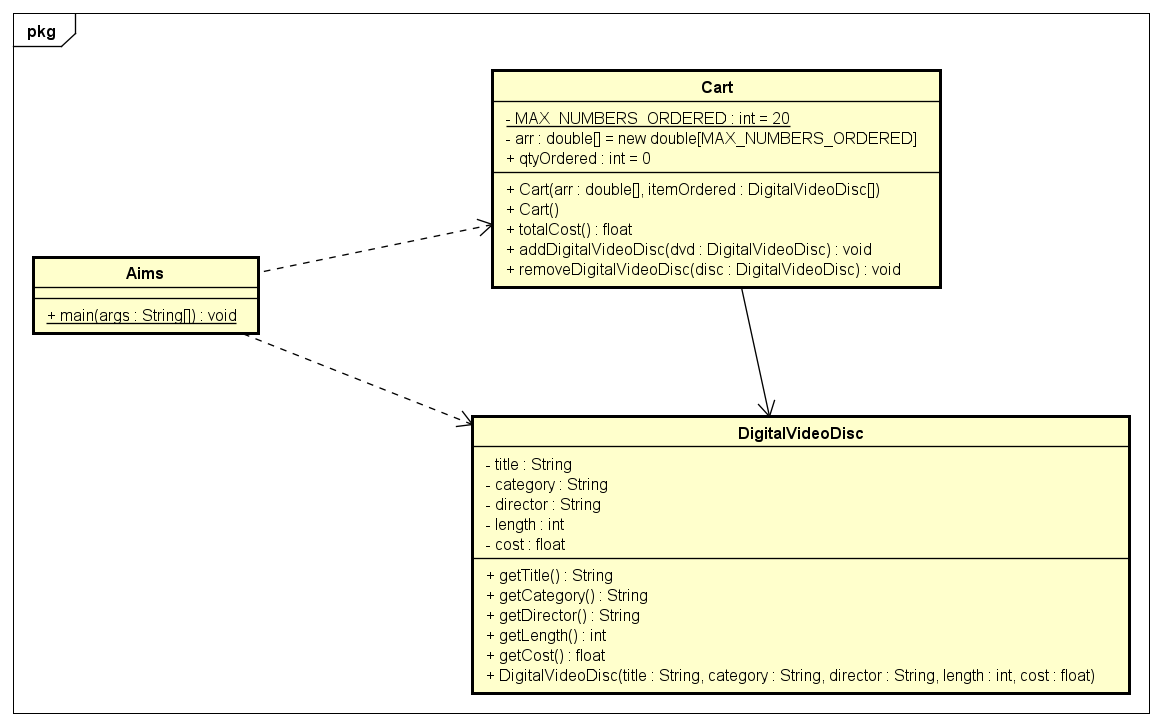 pkg
Cart
- MAX_NUMBERS_ORDERED : int = 20
- arr : double[] = new double[MAX_NUMBERS_ORDERED]
+ qtyOrdered : int = 0
+ Cart(arr : double[], itemOrdered : DigitalVideoDisc[])
+ Cart()
+ totalCost() : float
+ addDigitalVideoDisc(dvd : DigitalVideoDisc) : void
+ removeDigitalVideoDisc(disc : DigitalVideoDisc) : void
Aims
+ main(args : String[]) : void
DigitalVideoDisc
- title : String
- category : String
- director : String
- length : int
- cost : float
+ getTitle() : String
+ getCategory() : String
+ getDirector() : String
+ getLength() : int
+ getCost() : float
+ DigitalVideoDisc(title : String, category : String, director : String, length : int, cost : float)